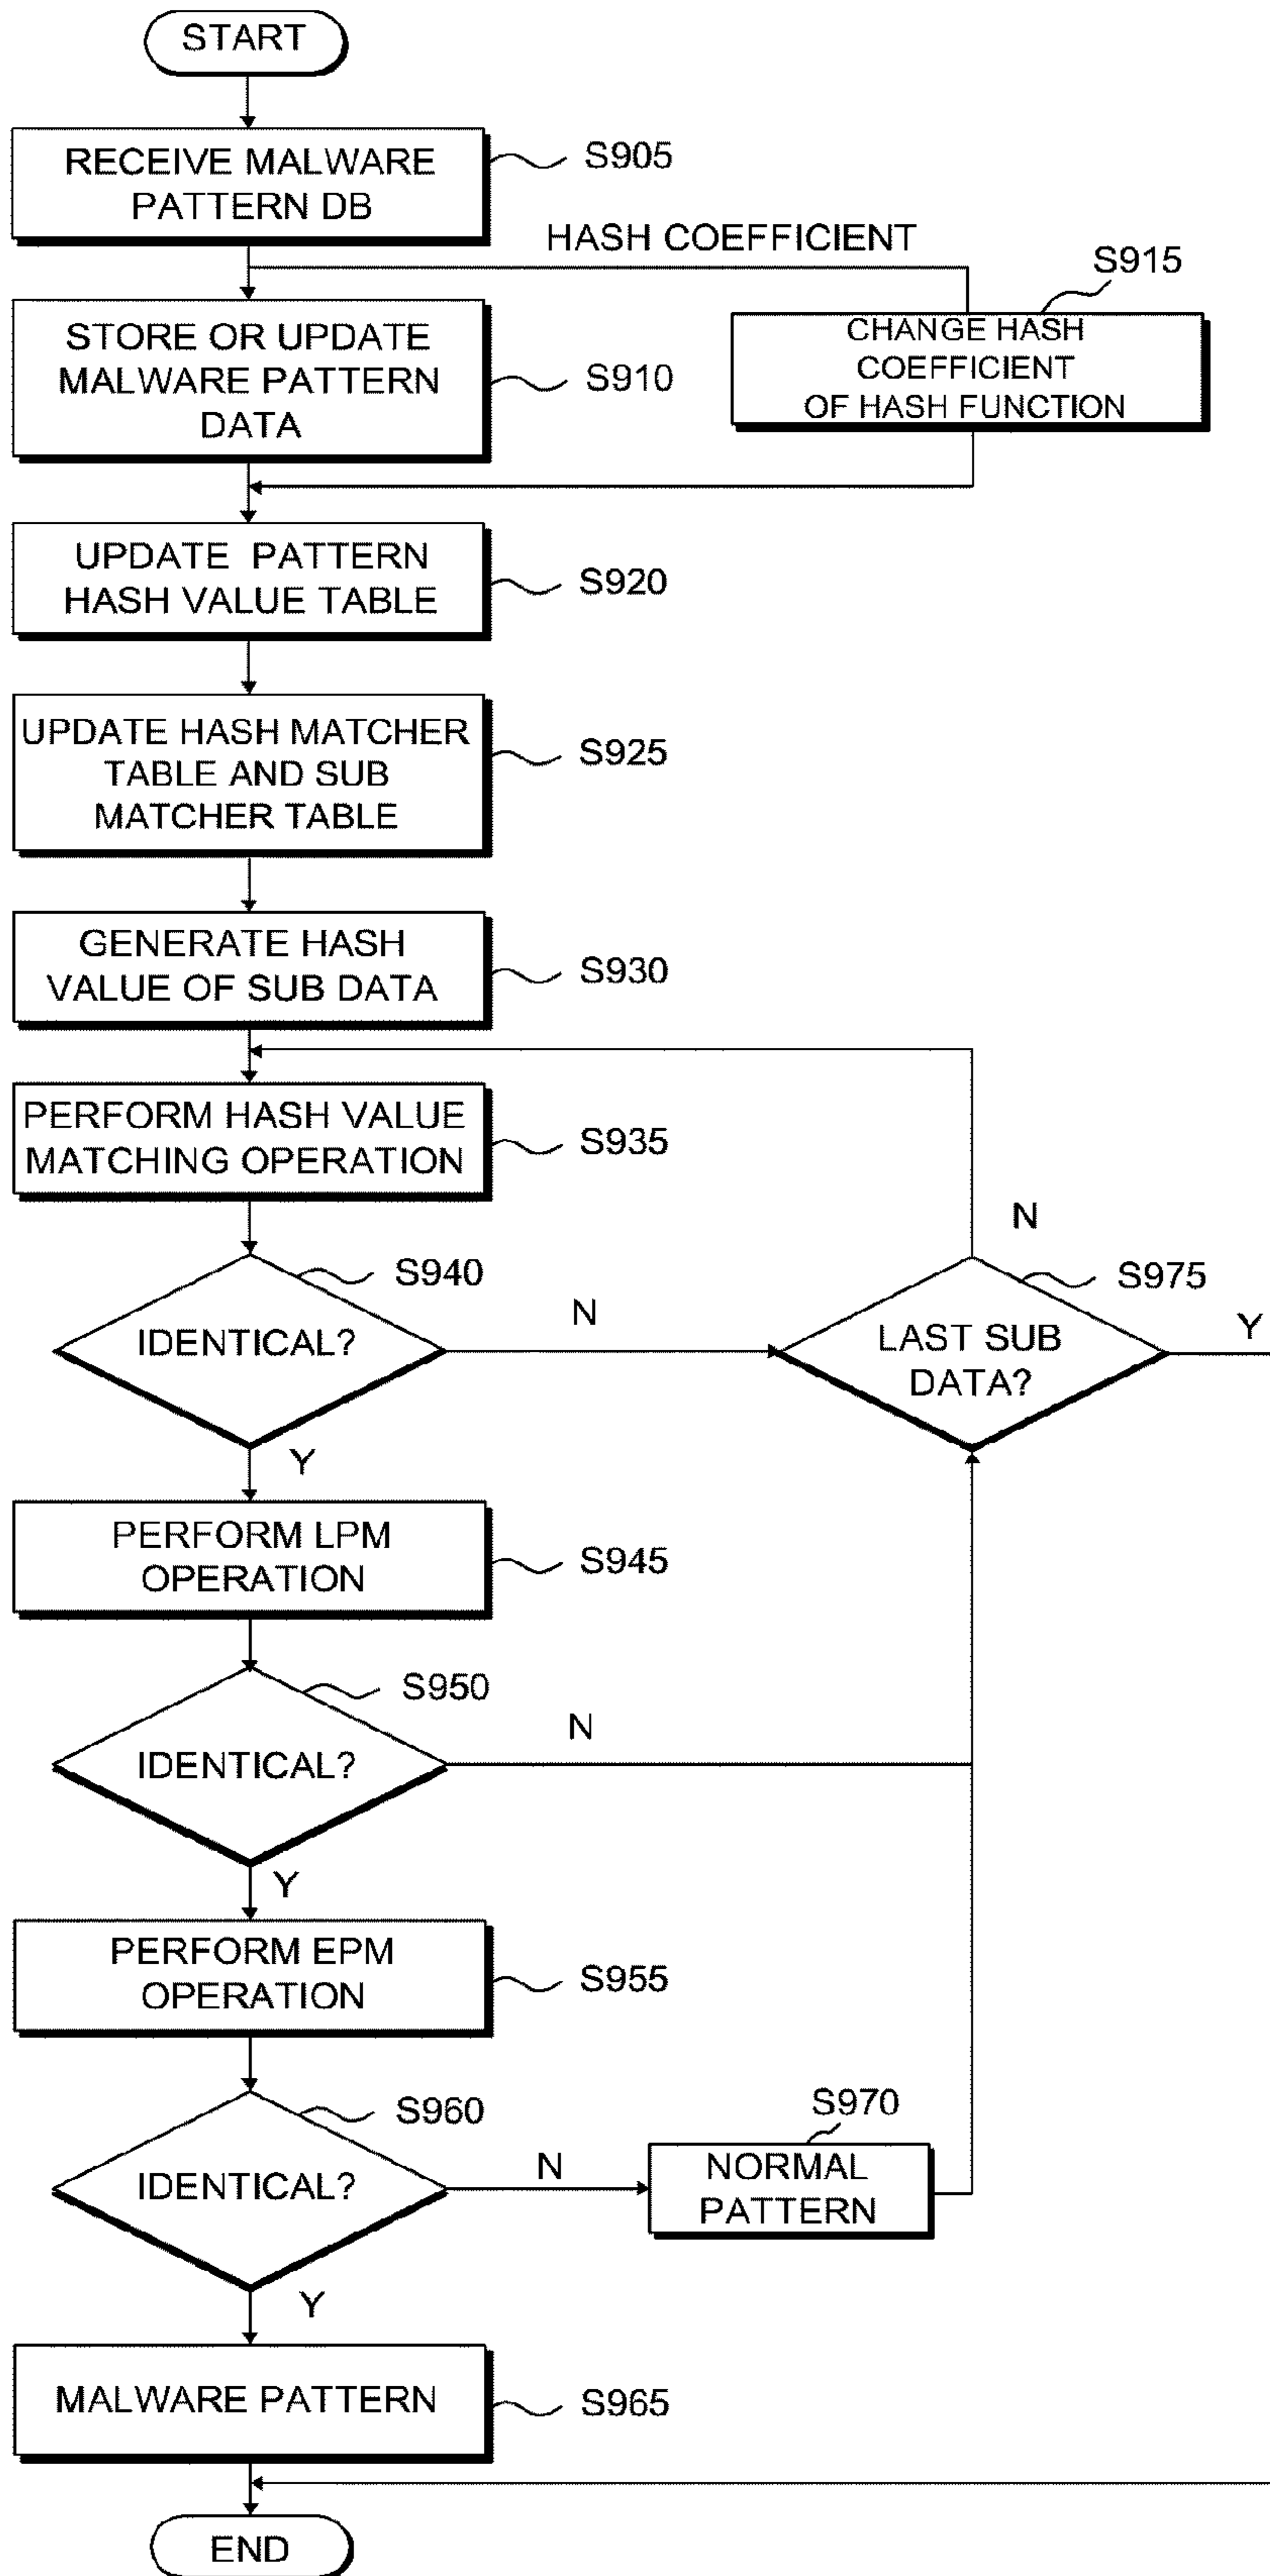 START
RECEIVE MALWARE
PATTERN DB
S905
HASH COEFFICIENT
S915
STORE OR UPDATE
MALWARE PATTERN
DATA
S910
CHANGE HASH
COEFFICIENT
OF HASH FUNCTION
UPDATE PATTERN
HASH VALUE TABLE
S920
UPDATE HASH MATCHER
TABLE AND SUB
MATCHER TABLE
S925
GENERATE HASH
VALUE OF SUB DATA
S930
PERFORM HASH VALUE
MATCHING OPERATION
S935
N
S940
S975
IDENTICAL?
N
LAST SUB
DATA?
Y
Y
PERFORM LPM
OPERATION
S945
S950
IDENTICAL?
N
Y
PERFORM EPM
OPERATION
S955
S960
S970
IDENTICAL?
N
NORMAL
PATTERN
Y
MALWARE PATTERN
S965
END